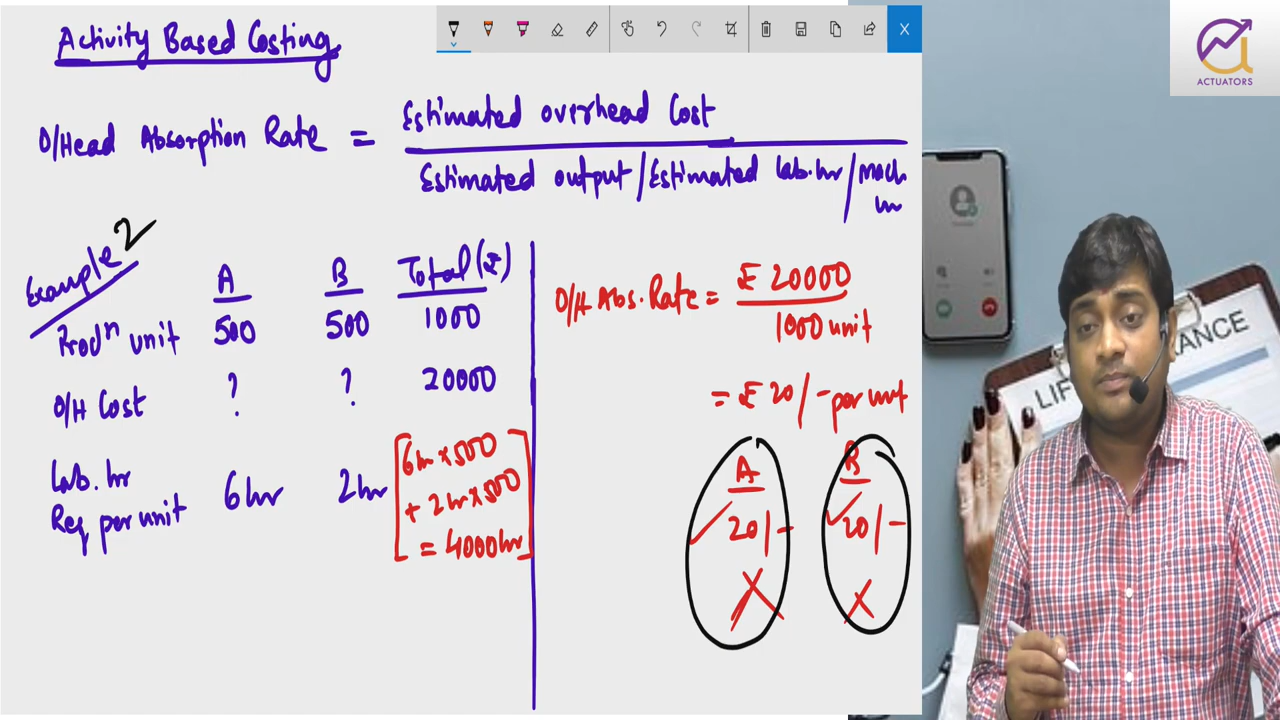 Activity Based Costing
O/Head Absorption Rate = Estimated overhead Cost
Estimated output/Estimated lab.hr/mach
hr
Example 2
A B Total (₹)
Prodⁿ unit 500 500 1000
O/H Cost ? ? 20000
Lab. hr
Req per unit 6 hr 2 hr
[6hr × 500
+ 2hr × 500
= 4000 hr]
O/H Abs. Rate = ₹ 20000
1000 unit
= ₹ 20/- per unit
A B
20/- 20/-
X X
ACTUATORS
LIF
RANCE